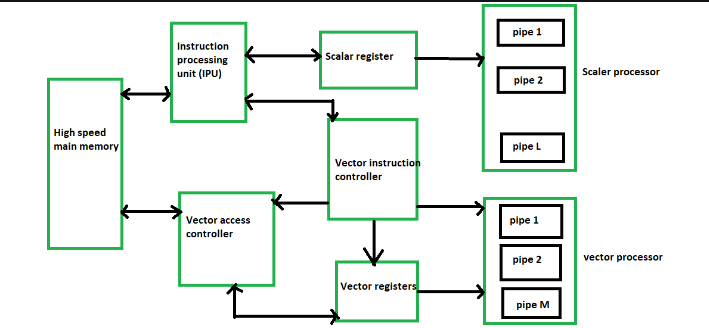 Instruction
processing
unit (IPU)
Scalar register
pipe 1
pipe 2
pipe L
Scaler processor
High speed
main memory
Vector instruction
controller
Vector access
controller
Vector registers
pipe 1
pipe 2
pipe M
vector processor